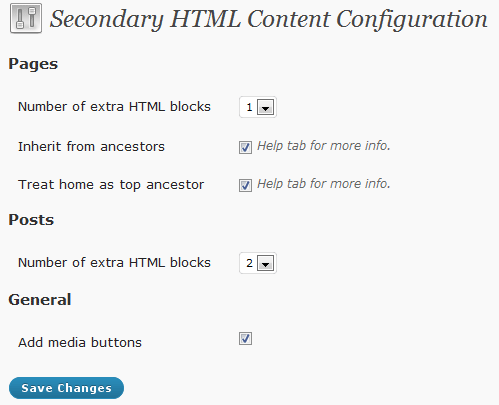 Secondary HTML Content Configuration
Pages
Number of extra HTML blocks 1
Inherit from ancestors Help tab for more info.
Treat home as top ancestor Help tab for more info.
Posts
Number of extra HTML blocks 2
General
Add media buttons
Save Changes